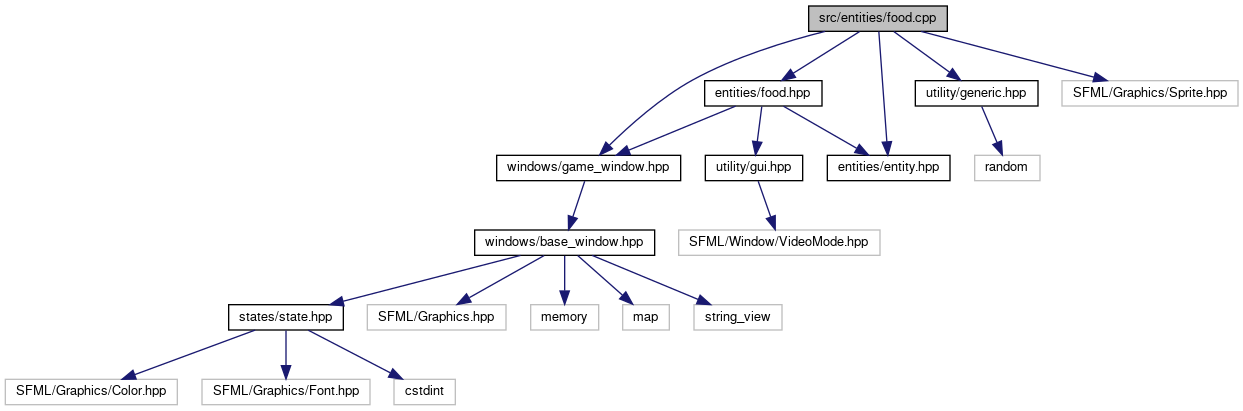 src/entities/food.cpp
entities/food.hpp
utility/generic.hpp
SFML/Graphics/Sprite.hpp
windows/game_window.hpp
utility/gui.hpp
entities/entity.hpp
random
windows/base_window.hpp
SFML/Window/VideoMode.hpp
states/state.hpp
SFML/Graphics.hpp
memory
map
string_view
SFML/Graphics/Color.hpp
SFML/Graphics/Font.hpp
cstdint